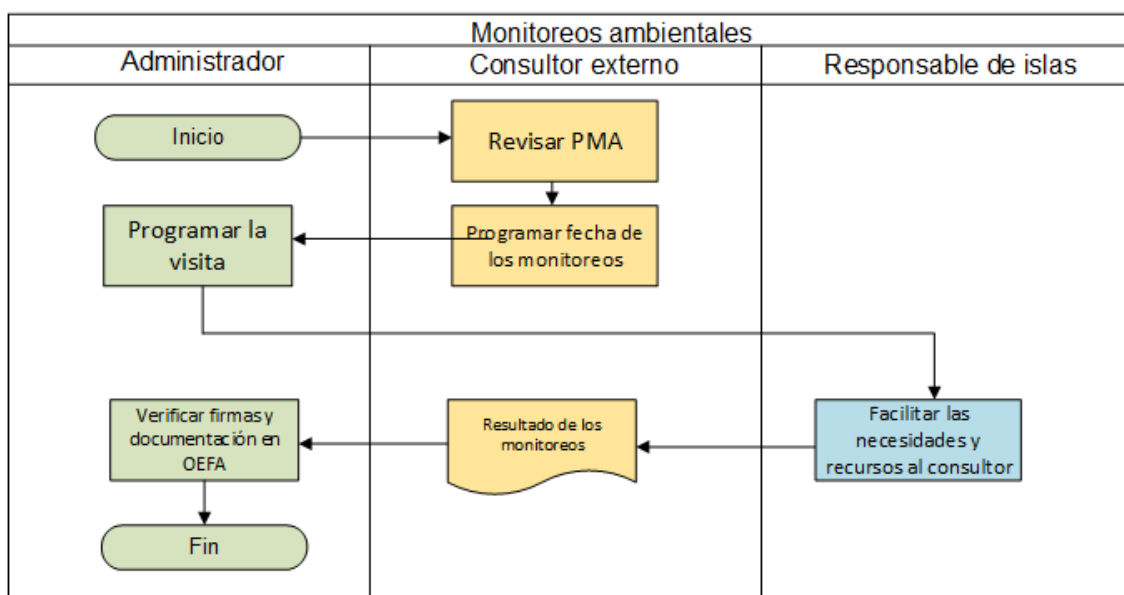 Monitoreos ambientales
Administrador
Consultor externo
Responsable de islas
Inicio
Revisar PMA
Programar la
visita
Programar fecha de
los monitoreos
Verificar firmas y
documentación en
OEFA
Resultado de los
monitoreos
Facilitar las
necesidades y
recursos al consultor
Fin